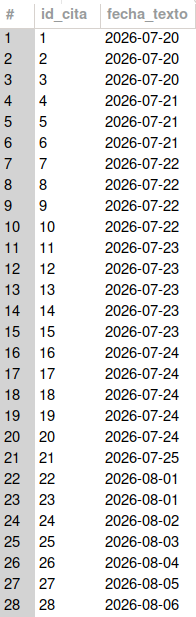 # id_cita fecha_texto
1 1 2026-07-20
2 2 2026-07-20
3 3 2026-07-20
4 4 2026-07-21
5 5 2026-07-21
6 6 2026-07-21
7 7 2026-07-22
8 8 2026-07-22
9 9 2026-07-22
10 10 2026-07-22
11 11 2026-07-23
12 12 2026-07-23
13 13 2026-07-23
14 14 2026-07-23
15 15 2026-07-23
16 16 2026-07-24
17 17 2026-07-24
18 18 2026-07-24
19 19 2026-07-24
20 20 2026-07-24
21 21 2026-07-25
22 22 2026-08-01
23 23 2026-08-01
24 24 2026-08-02
25 25 2026-08-03
26 26 2026-08-04
27 27 2026-08-05
28 28 2026-08-06